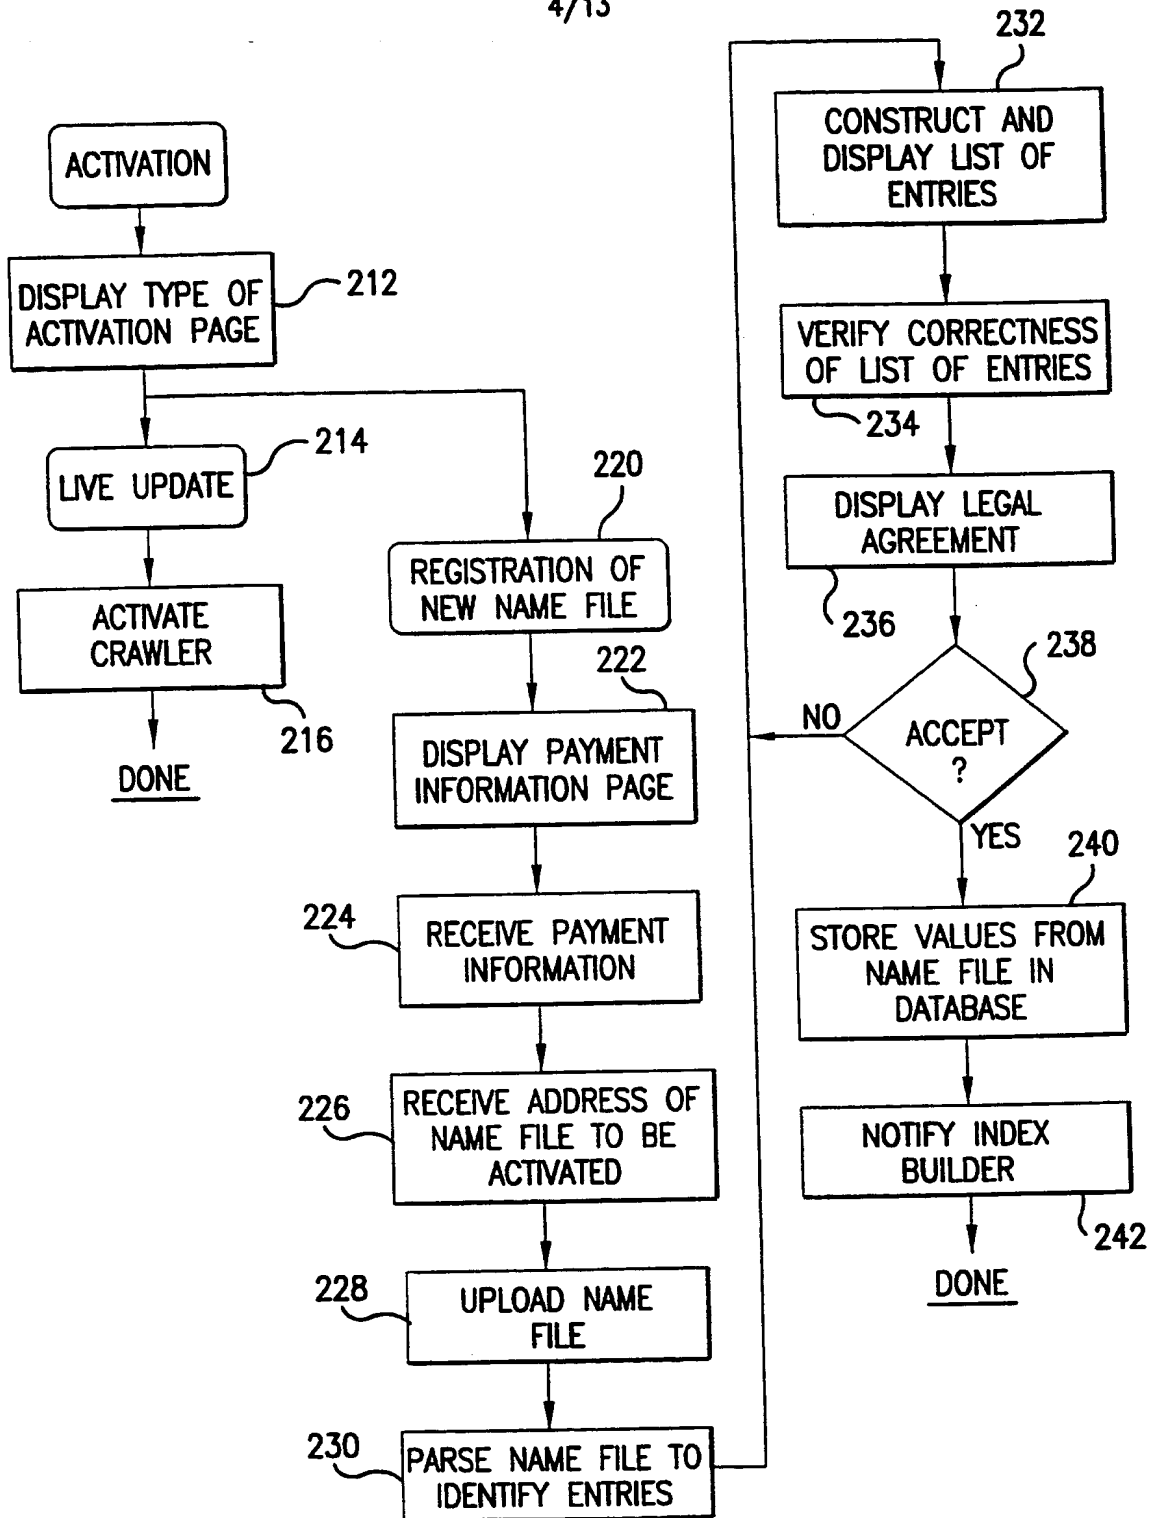 4/13
ACTIVATION
DISPLAY TYPE OF
ACTIVATION PAGE
212
LIVE UPDATE
214
ACTIVATE
CRAWLER
216
DONE
220
REGISTRATION OF
NEW NAME FILE
222
DISPLAY PAYMENT
INFORMATION PAGE
224
RECEIVE PAYMENT
INFORMATION
226
RECEIVE ADDRESS OF
NAME FILE TO BE
ACTIVATED
228
UPLOAD NAME
FILE
230
PARSE NAME FILE TO
IDENTIFY ENTRIES
232
CONSTRUCT AND
DISPLAY LIST OF
ENTRIES
VERIFY CORRECTNESS
OF LIST OF ENTRIES
234
DISPLAY LEGAL
AGREEMENT
236
238
NO
ACCEPT
?
YES
240
STORE VALUES FROM
NAME FILE IN
DATABASE
NOTIFY INDEX
BUILDER
242
DONE